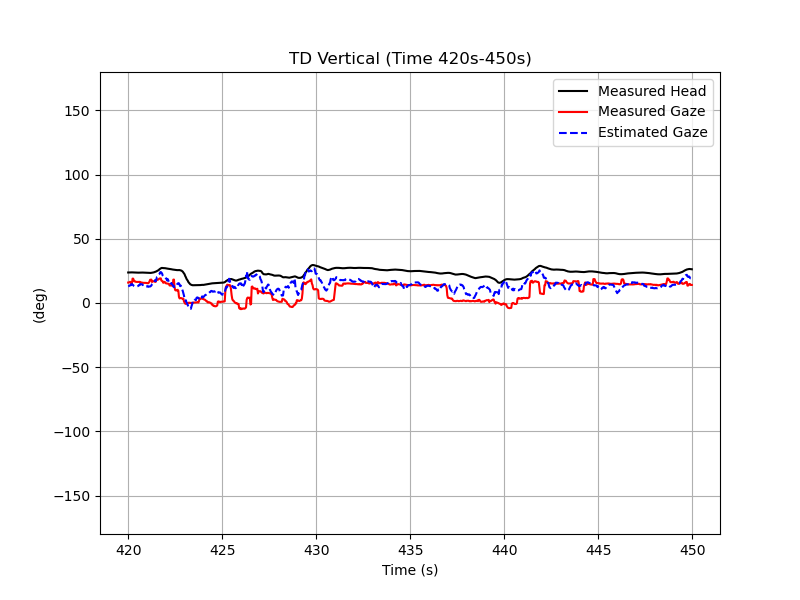 TD Vertical (Time 420s-450s)
Measured Head
Measured Gaze
Estimated Gaze
150
100
50
0
−50
−100
−150
(deg)
420 425 430 435 440 445 450
Time (s)